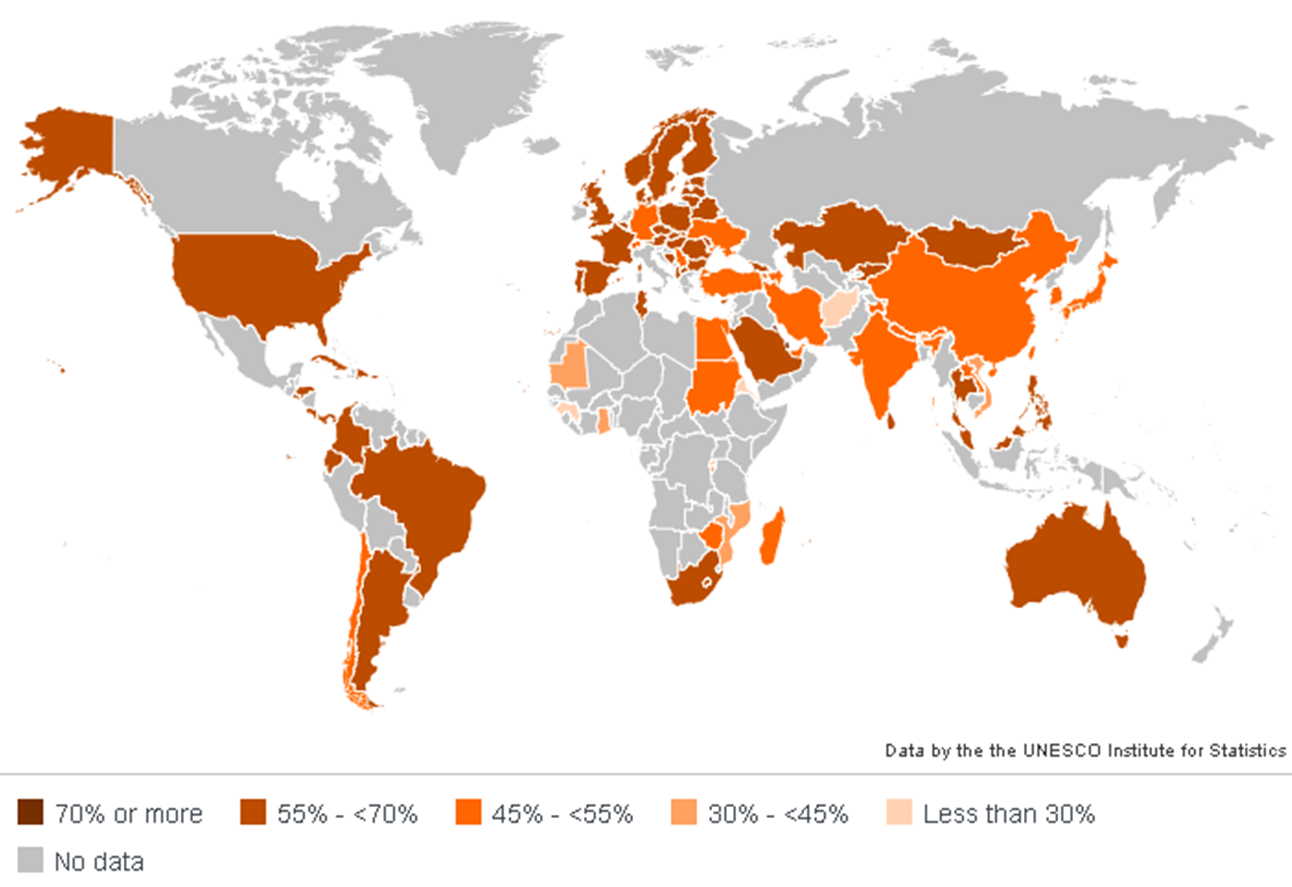 Data by the the UNESCO Institute for Statistics
70% or more 55% - <70% 45% - <55% 30% - <45% Less than 30%
No data